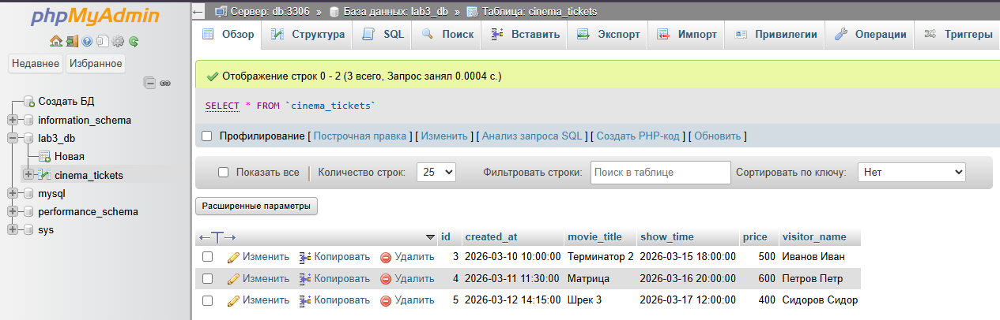 phpMyAdmin
Недавнее Избранное
Создать БД
information_schema
lab3_db
Новая
cinema_tickets
mysql
performance_schema
sys
Сервер: db:3306 » База данных: lab3_db » Таблица: cinema_tickets
Обзор Структура SQL Поиск Вставить Экспорт Импорт Привилегии Операции Триггеры
Отображение строк 0 - 2 (3 всего, Запрос занял 0.0004 с.)
SELECT * FROM `cinema_tickets`
Профилирование [ Построчная правка ] [ Изменить ] [ Анализ запроса SQL ] [ Создать PHP-код ] [ Обновить ]
Показать все | Количество строк: 25 Фильтровать строки: Поиск в таблице Сортировать по ключу: Нет
Расширенные параметры
←T→ id created_at movie_title show_time price visitor_name
Изменить Копировать Удалить 3 2026-03-10 10:00:00 Терминатор 2 2026-03-15 18:00:00 500 Иванов Иван
Изменить Копировать Удалить 4 2026-03-11 11:30:00 Матрица 2026-03-16 20:00:00 600 Петров Петр
Изменить Копировать Удалить 5 2026-03-12 14:15:00 Шрек 3 2026-03-17 12:00:00 400 Сидоров Сидор